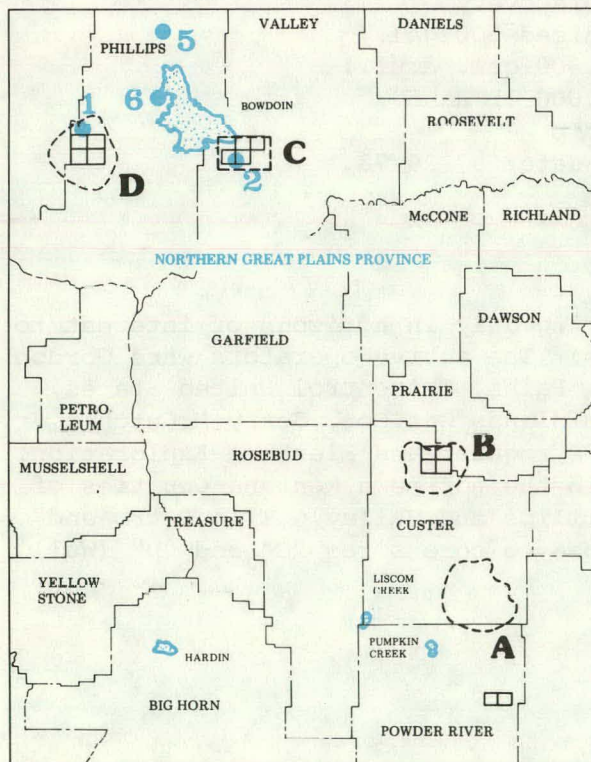 VALLEY
DANIELS
5
PHILLIPS
6
BOWDOIN
1
ROOSEVELT
C
2
D
McCONE
RICHLAND
NORTHERN GREAT PLAINS PROVINCE
DAWSON
GARFIELD
PRAIRIE
PETRO
LEUM
B
MUSSELSHELL
ROSEBUD
TREASURE
CUSTER
YELLOW
STONE
LISCOM
CREEK
PUMPKIN
CREEK
A
HARDIN
BIG HORN
POWDER RIVER